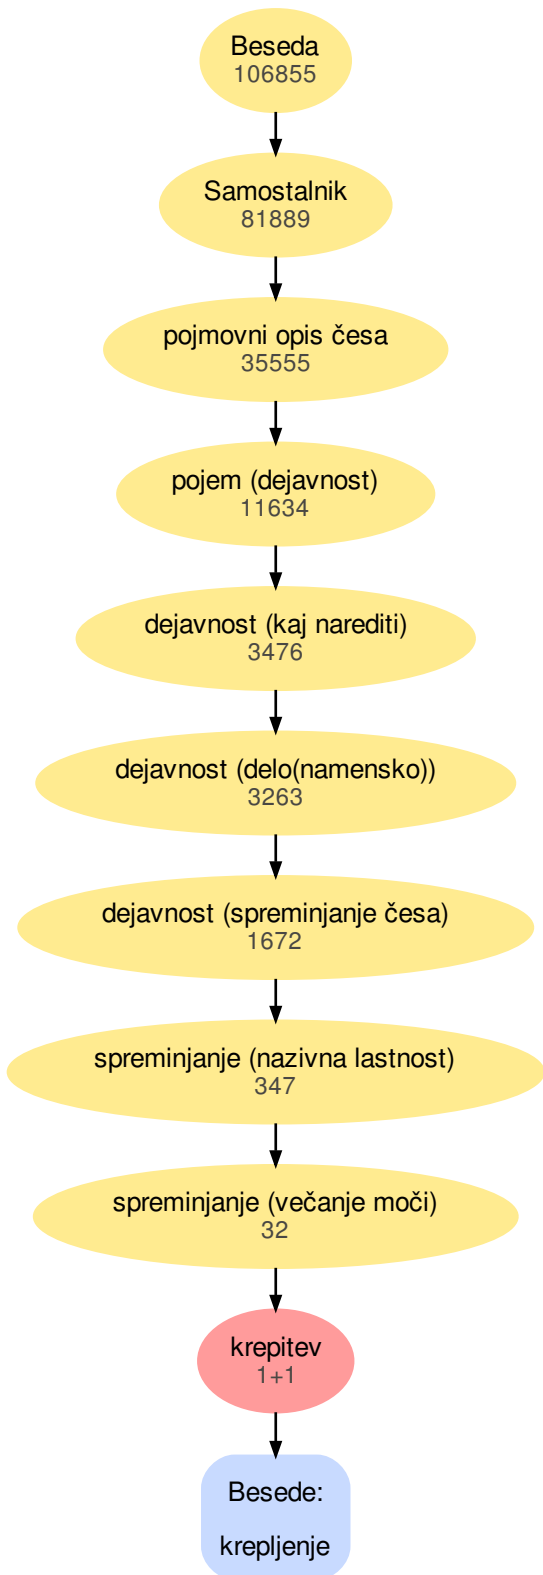 Beseda
106855
Samostalnik
81889
pojmovni opis česa
35555
pojem (dejavnost)
11634
dejavnost (kaj narediti)
3476
dejavnost (delo(namensko))
3263
dejavnost (spreminjanje česa)
1672
spreminjanje (nazivna lastnost)
347
spreminjanje (večanje moči)
32
krepitev
1+1
Besede:
krepljenje